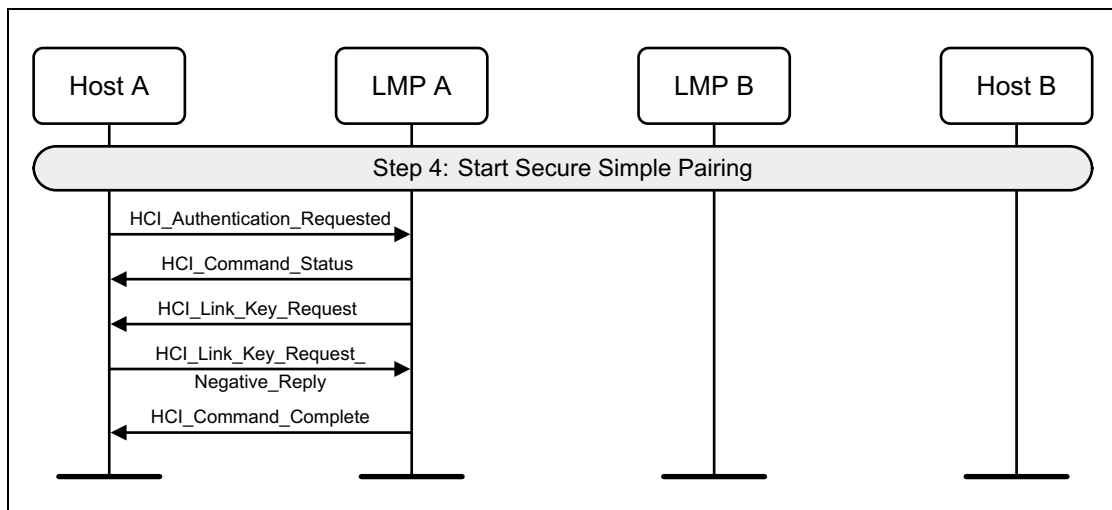 Host A
LMP A
LMP B
Host B
Step 4: Start Secure Simple Pairing
HCI_Authentication_Requested
HCI_Command_Status
HCI_Link_Key_Request
HCI_Link_Key_Request_
Negative_Reply
HCI_Command_Complete